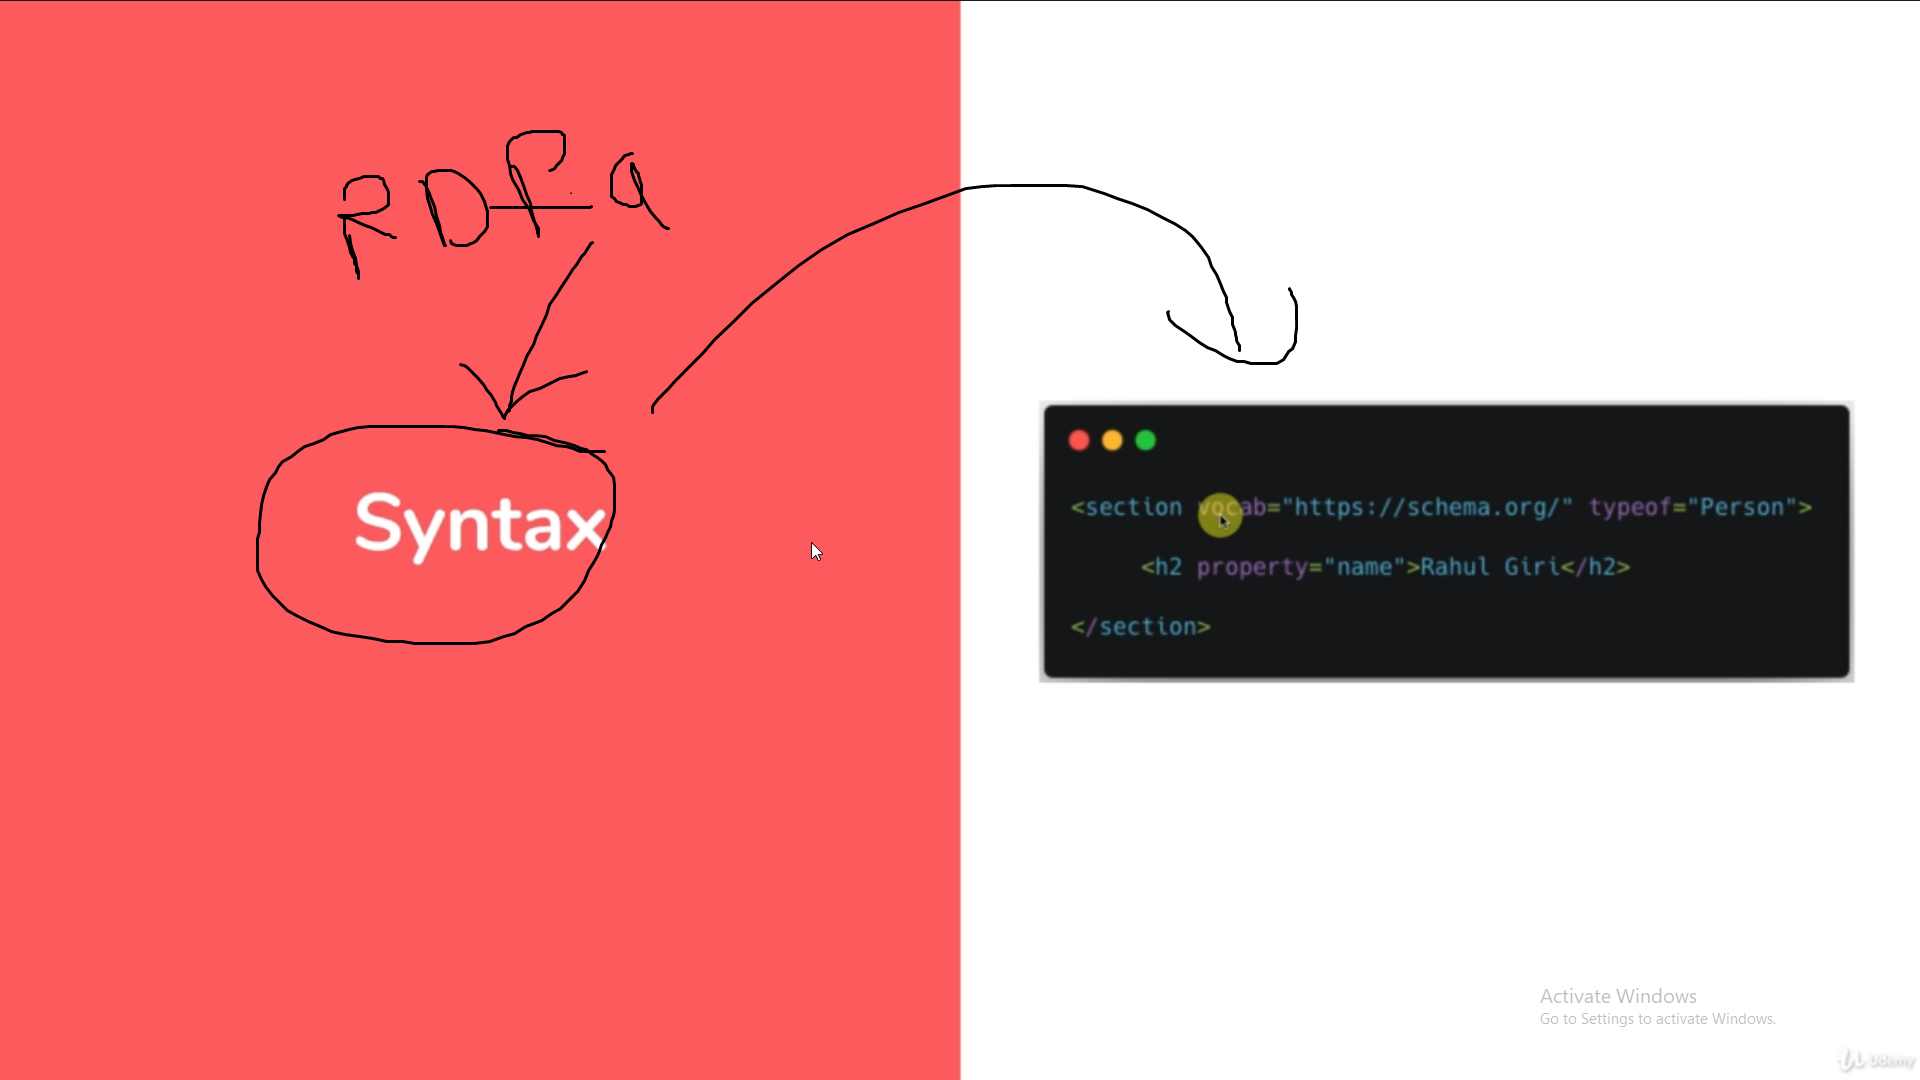 RDFa
Syntax
<section vocab="https://schema.org/" typeof="Person">
<h2 property="name">Rahul Giri</h2>
</section>
Activate Windows
Go to Settings to activate Windows.
Udemy